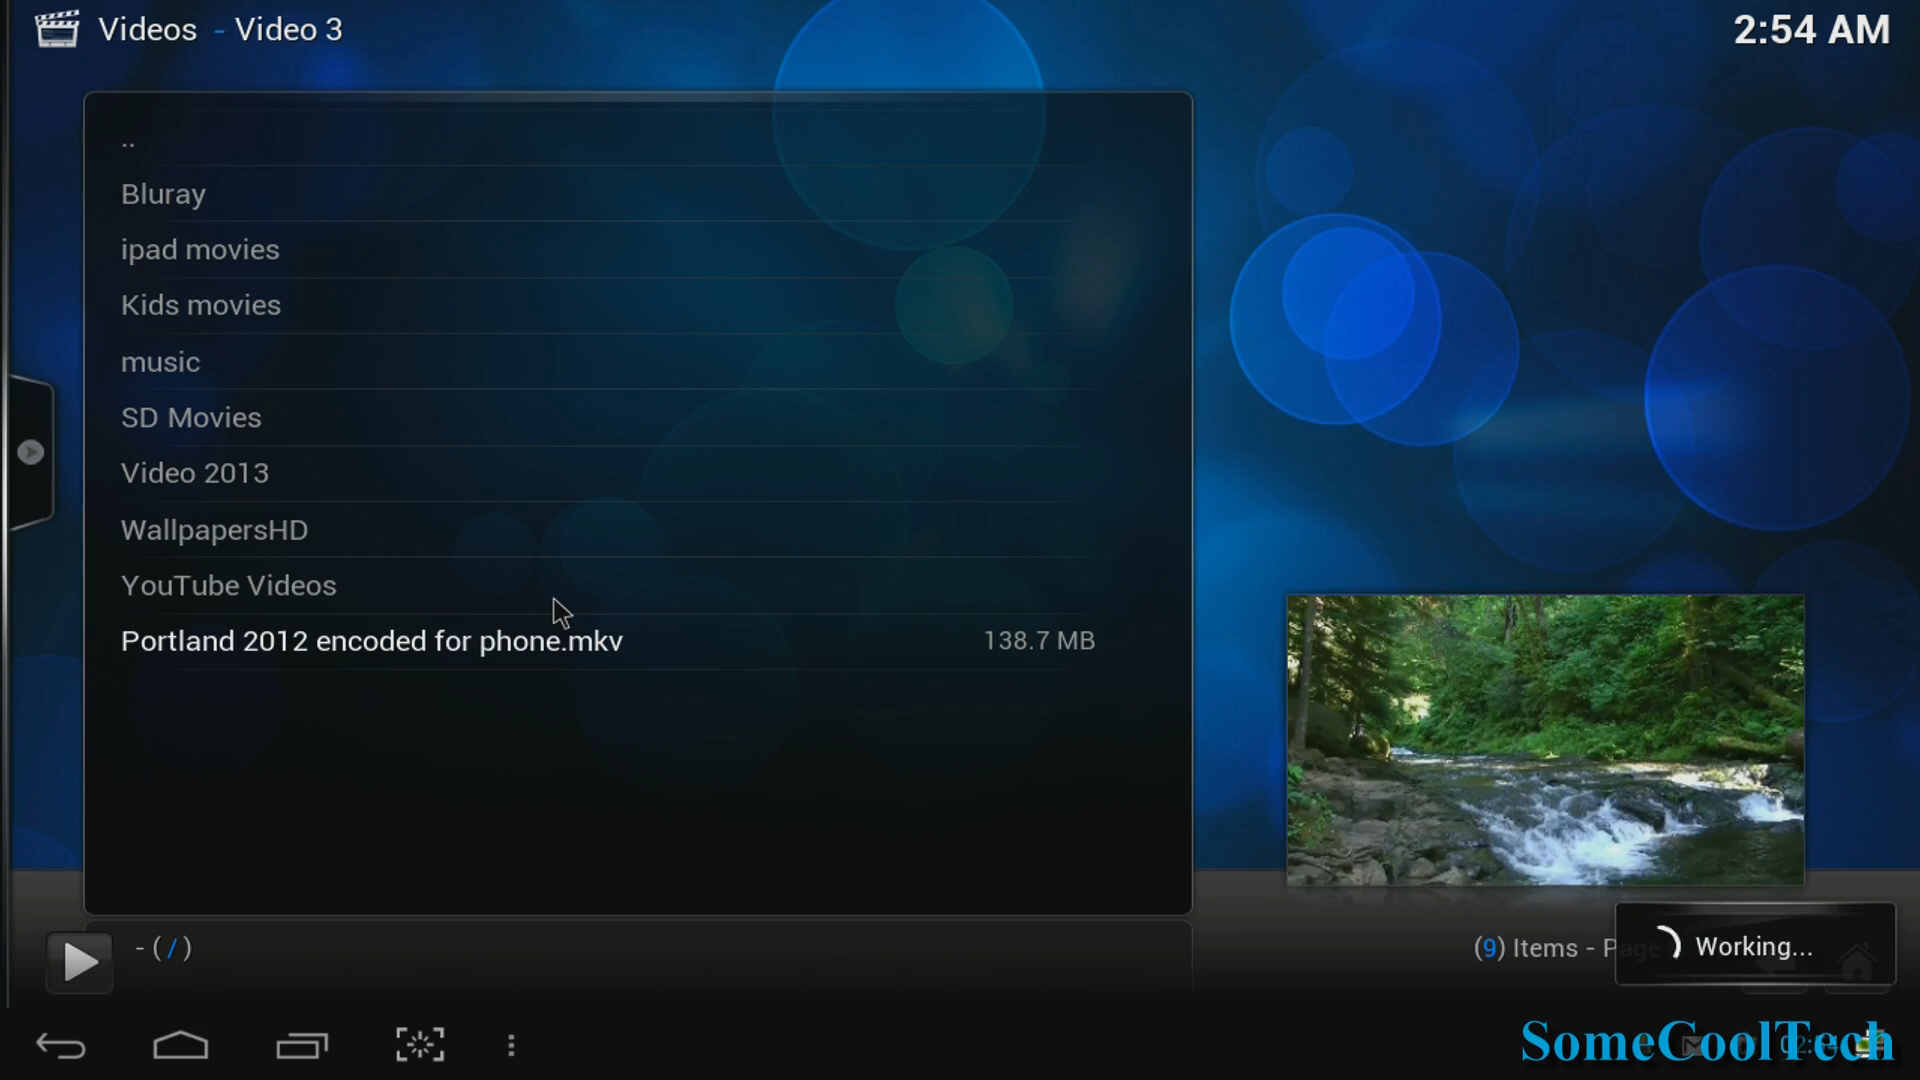 Videos - Video 3
2:54 AM
..
Bluray
ipad movies
Kids movies
music
SD Movies
Video 2013
WallpapersHD
YouTube Videos
Portland 2012 encoded for phone.mkv 138.7 MB
- ( / )
(9) Items - Page
Working...
SomeCoolTech